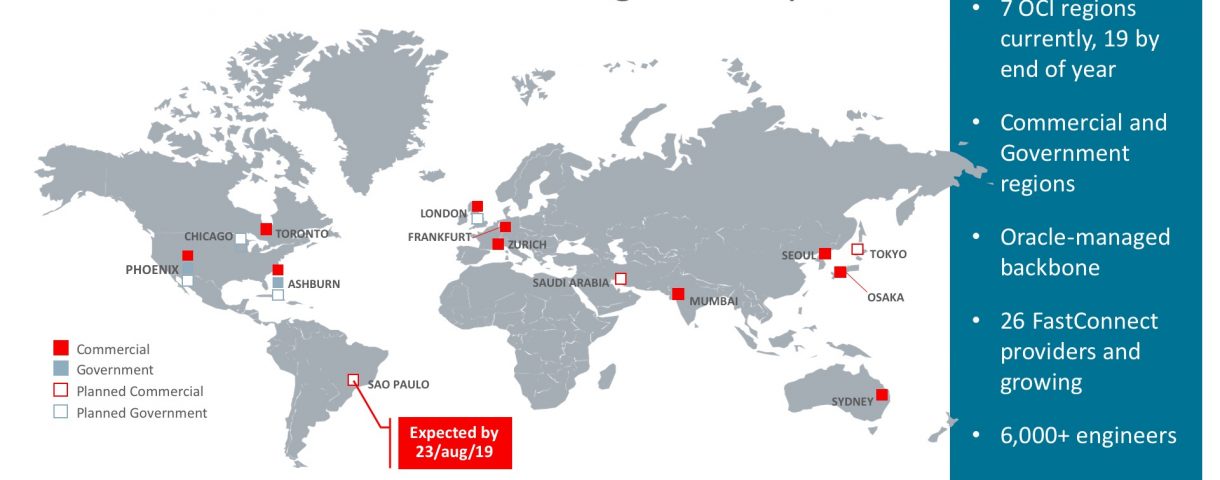 • 7 OCI regions
currently, 19 by
end of year
• Commercial and
Government
regions
• Oracle-managed
backbone
• 26 FastConnect
providers and
growing
• 6,000+ engineers
LONDON
FRANKFURT
ZURICH
CHICAGO
TORONTO
PHOENIX
ASHBURN
SAUDI ARABIA
MUMBAI
SEOUL
TOKYO
OSAKA
SAO PAULO
SYDNEY
Commercial
Government
Planned Commercial
Planned Government
Expected by
23/aug/19